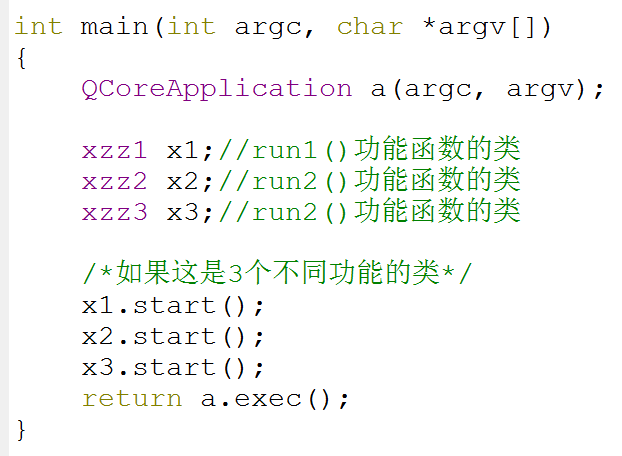 int main(int argc, char *argv[])
{
    QCoreApplication a(argc, argv);

    xzz1 x1;//run1()功能函数的类
    xzz2 x2;//run2()功能函数的类
    xzz3 x3;//run2()功能函数的类

    /*如果这是3个不同功能的类*/
    x1.start();
    x2.start();
    x3.start();
    return a.exec();
}